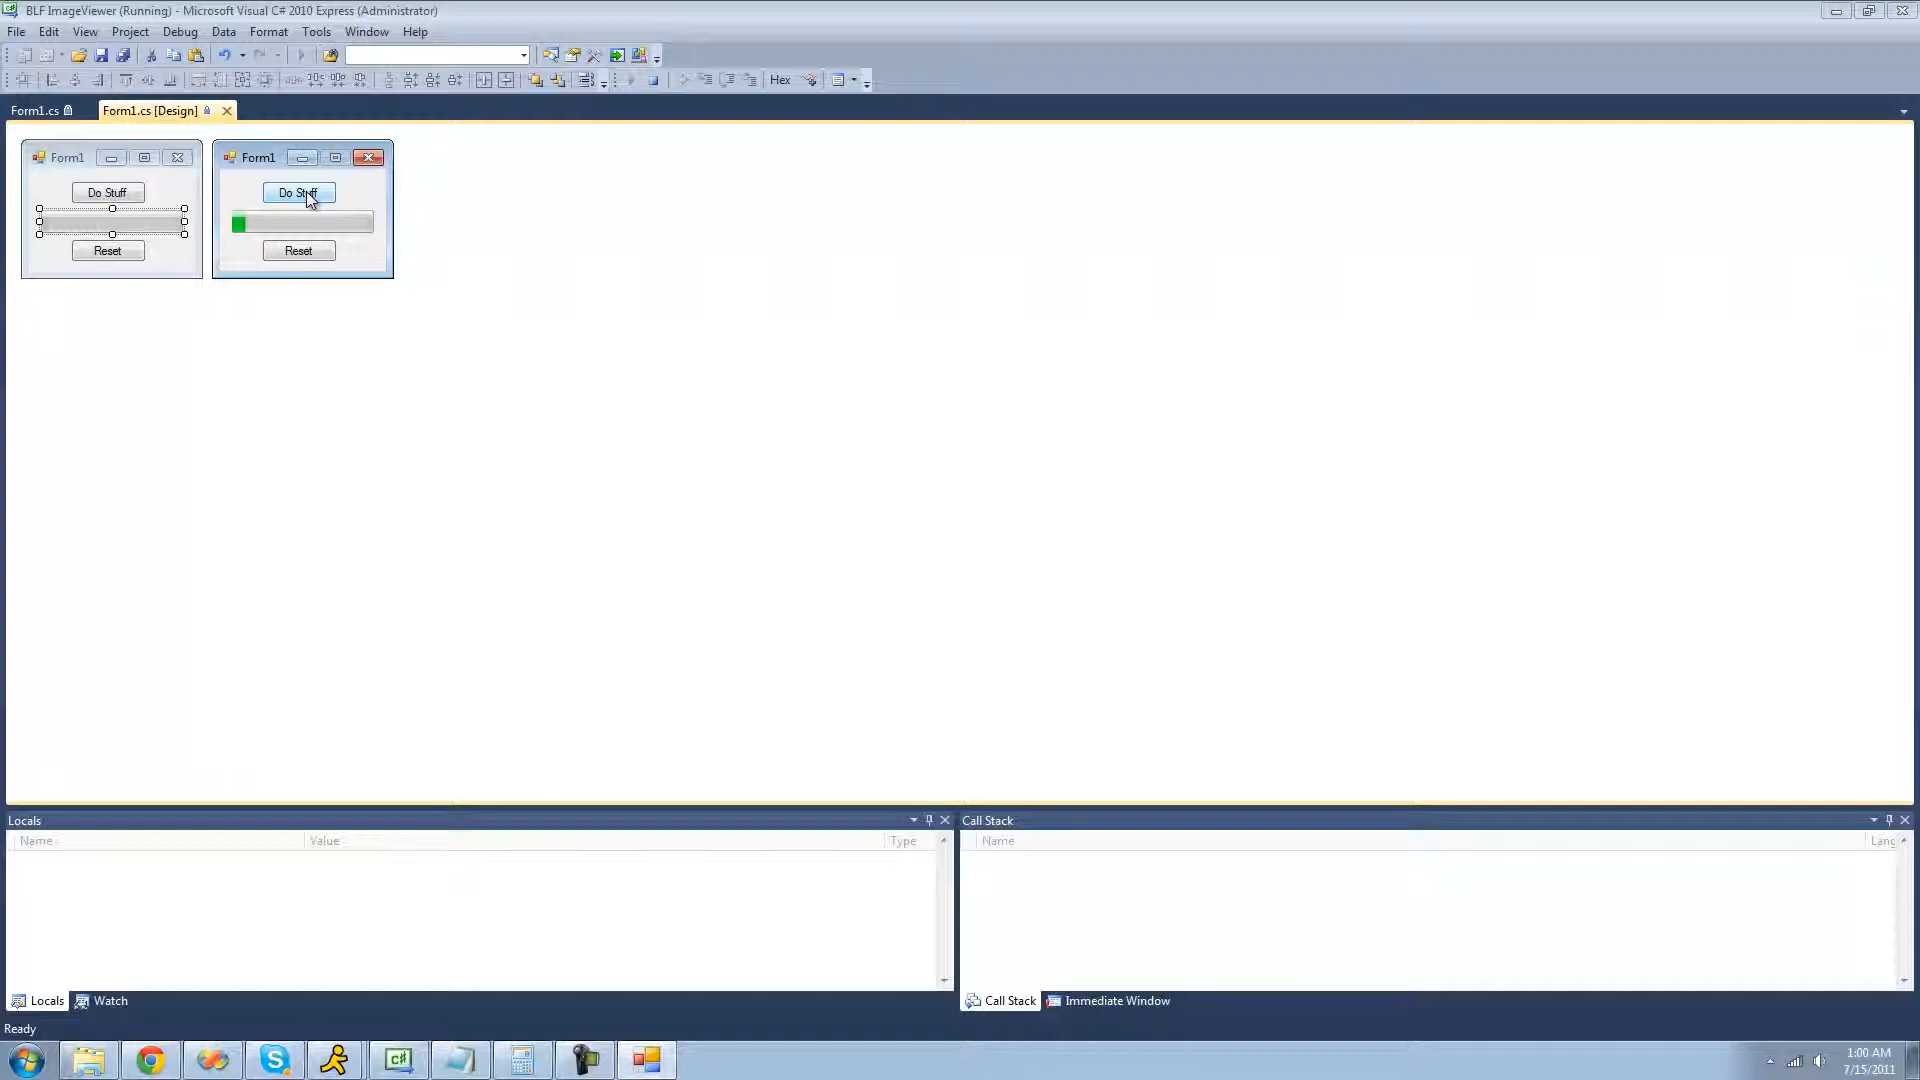 BLF ImageViewer (Running) - Microsoft Visual C# 2010 Express (Administrator)
File Edit View Project Debug Data Format Tools Window Help
Hex
Form1.cs Form1.cs [Design]
Form1 Form1
Do Stuff Do Stuff
Reset Reset
Locals Call Stack
Name Value Type Name Lang
Locals Watch Call Stack Immediate Window
Ready
C#
1:00 AM
7/15/2011